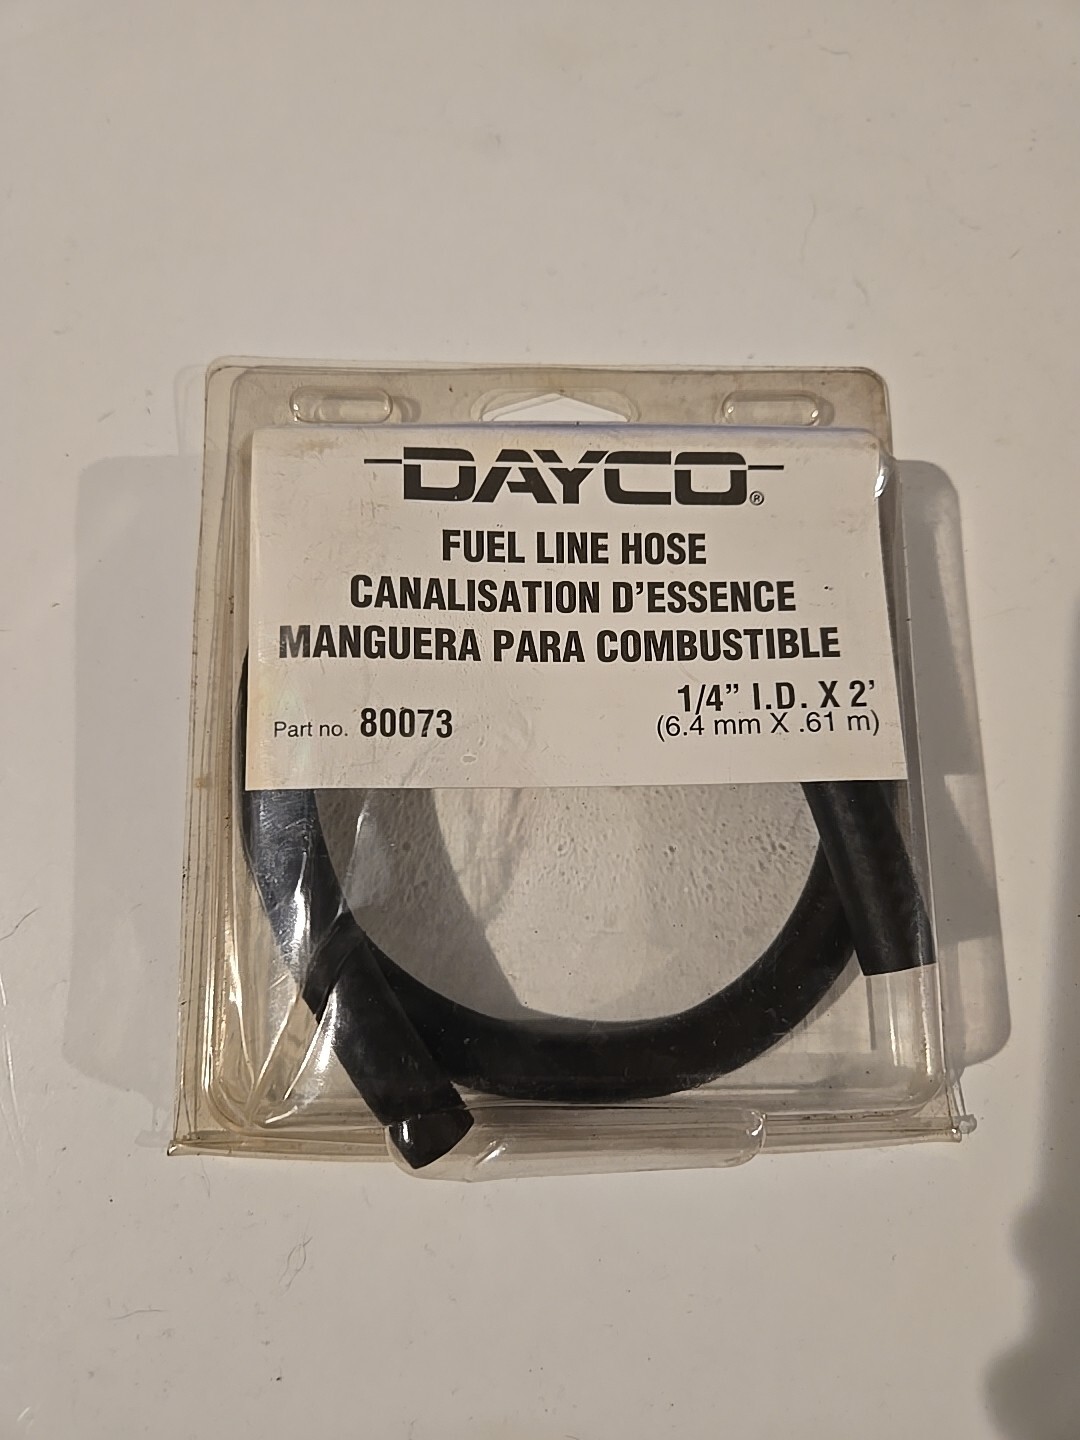 DAYCO®
FUEL LINE HOSE
CANALISATION D'ESSENCE
MANGUERA PARA COMBUSTIBLE
1/4” I.D. X 2’
Part no. 80073
(6.4 mm X .61 m)